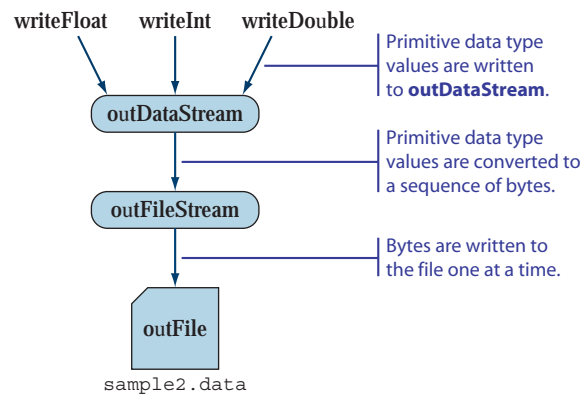 writeFloat writeInt writeDouble
Primitive data type
values are written
to outDataStream.
outDataStream
Primitive data type
values are converted to
a sequence of bytes.
outFileStream
Bytes are written to
the file one at a time.
outFile
sample2.data